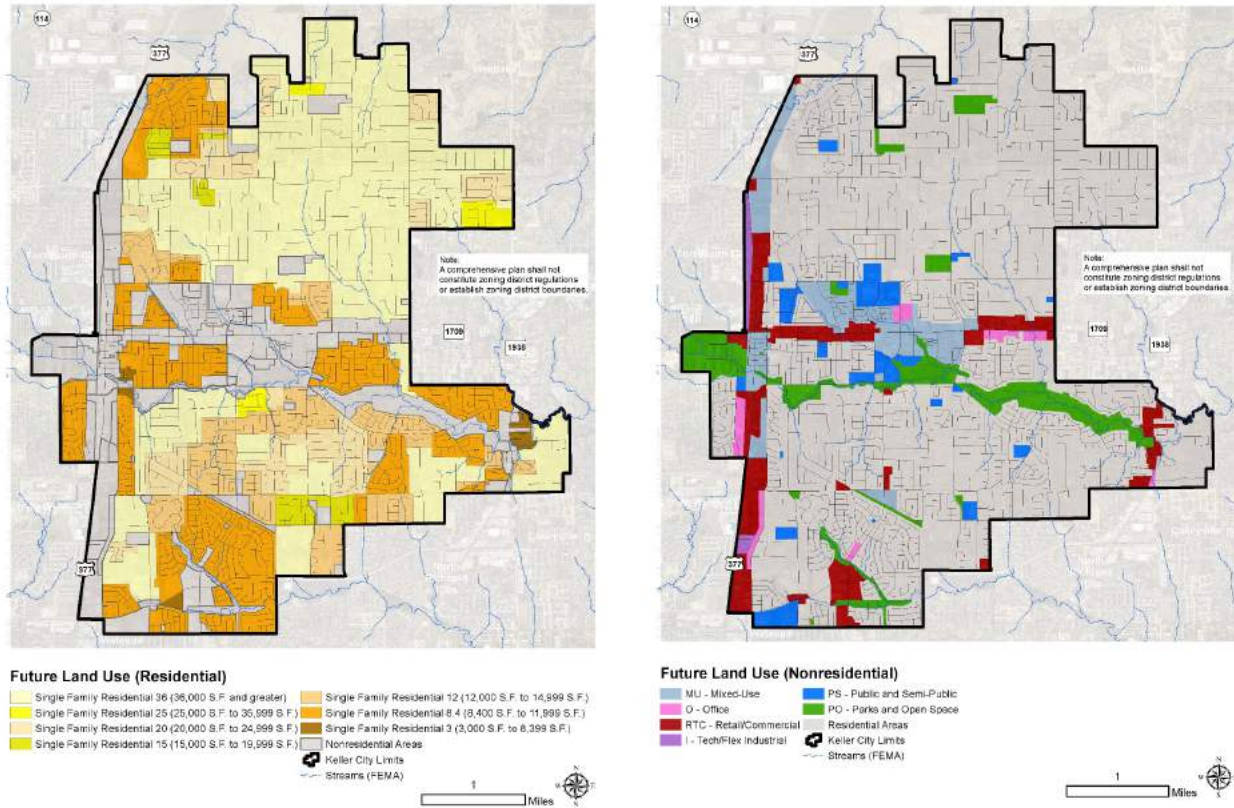 114
377
Note:
A comprehensive plan shall not
constitute zoning district regulations
or establish zoning district boundaries.
1709
1938
377
Future Land Use (Residential)
Single Family Residential 36 (36,000 S.F. and greater)
Single Family Residential 25 (25,000 S.F. to 35,999 S.F.)
Single Family Residential 20 (20,000 S.F. to 24,999 S.F.)
Single Family Residential 15 (15,000 S.F. to 19,999 S.F.)
Single Family Residential 12 (12,000 S.F. to 14,999 S.F.)
Single Family Residential 8.4 (8,400 S.F. to 11,999 S.F.)
Single Family Residential 3 (3,000 S.F. to 8,399 S.F.)
Nonresidential Areas
Keller City Limits
Streams (FEMA)
1
Miles
N
114
377
Note:
A comprehensive plan shall not
constitute zoning district regulations
or establish zoning district boundaries.
1709
1938
377
Future Land Use (Nonresidential)
MU - Mixed-Use
O - Office
RTC - Retail/Commercial
I - Tech/Flex Industrial
PS - Public and Semi-Public
PO - Parks and Open Space
Residential Areas
Keller City Limits
Streams (FEMA)
1
Miles
N